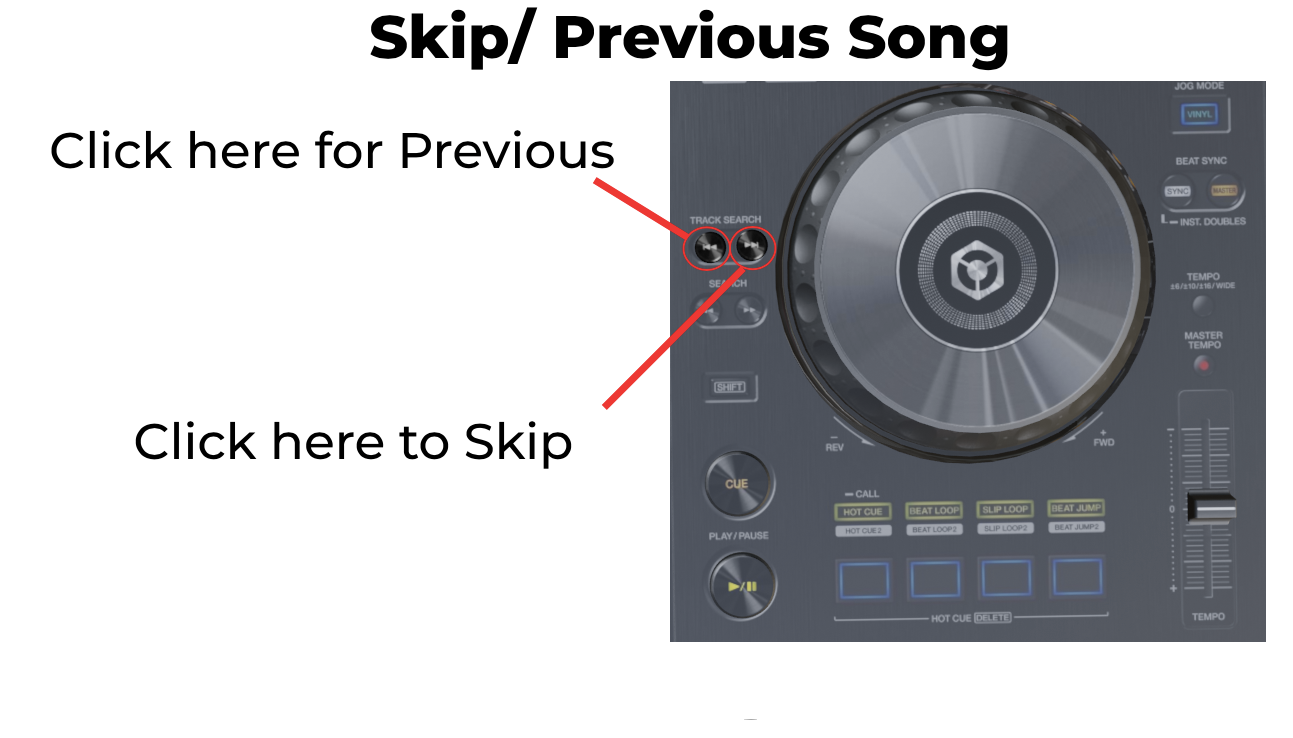 Skip/ Previous Song
Click here for Previous
Click here to Skip
JOG MODE
VINYL
BEAT SYNC
SYNC
MASTER
INST. DOUBLES
TRACK SEARCH
SEARCH
TEMPO
±6/±10/±16/WIDE
MASTER
TEMPO
SHIFT
−
REV
+
FWD
CUE
CALL
HOT CUE
BEAT LOOP
SLIP LOOP
BEAT JUMP
HOT CUE2
BEAT LOOP2
SLIP LOOP2
BEAT JUMP2
PLAY/PAUSE
−
0
+
HOT CUE DELETE
TEMPO